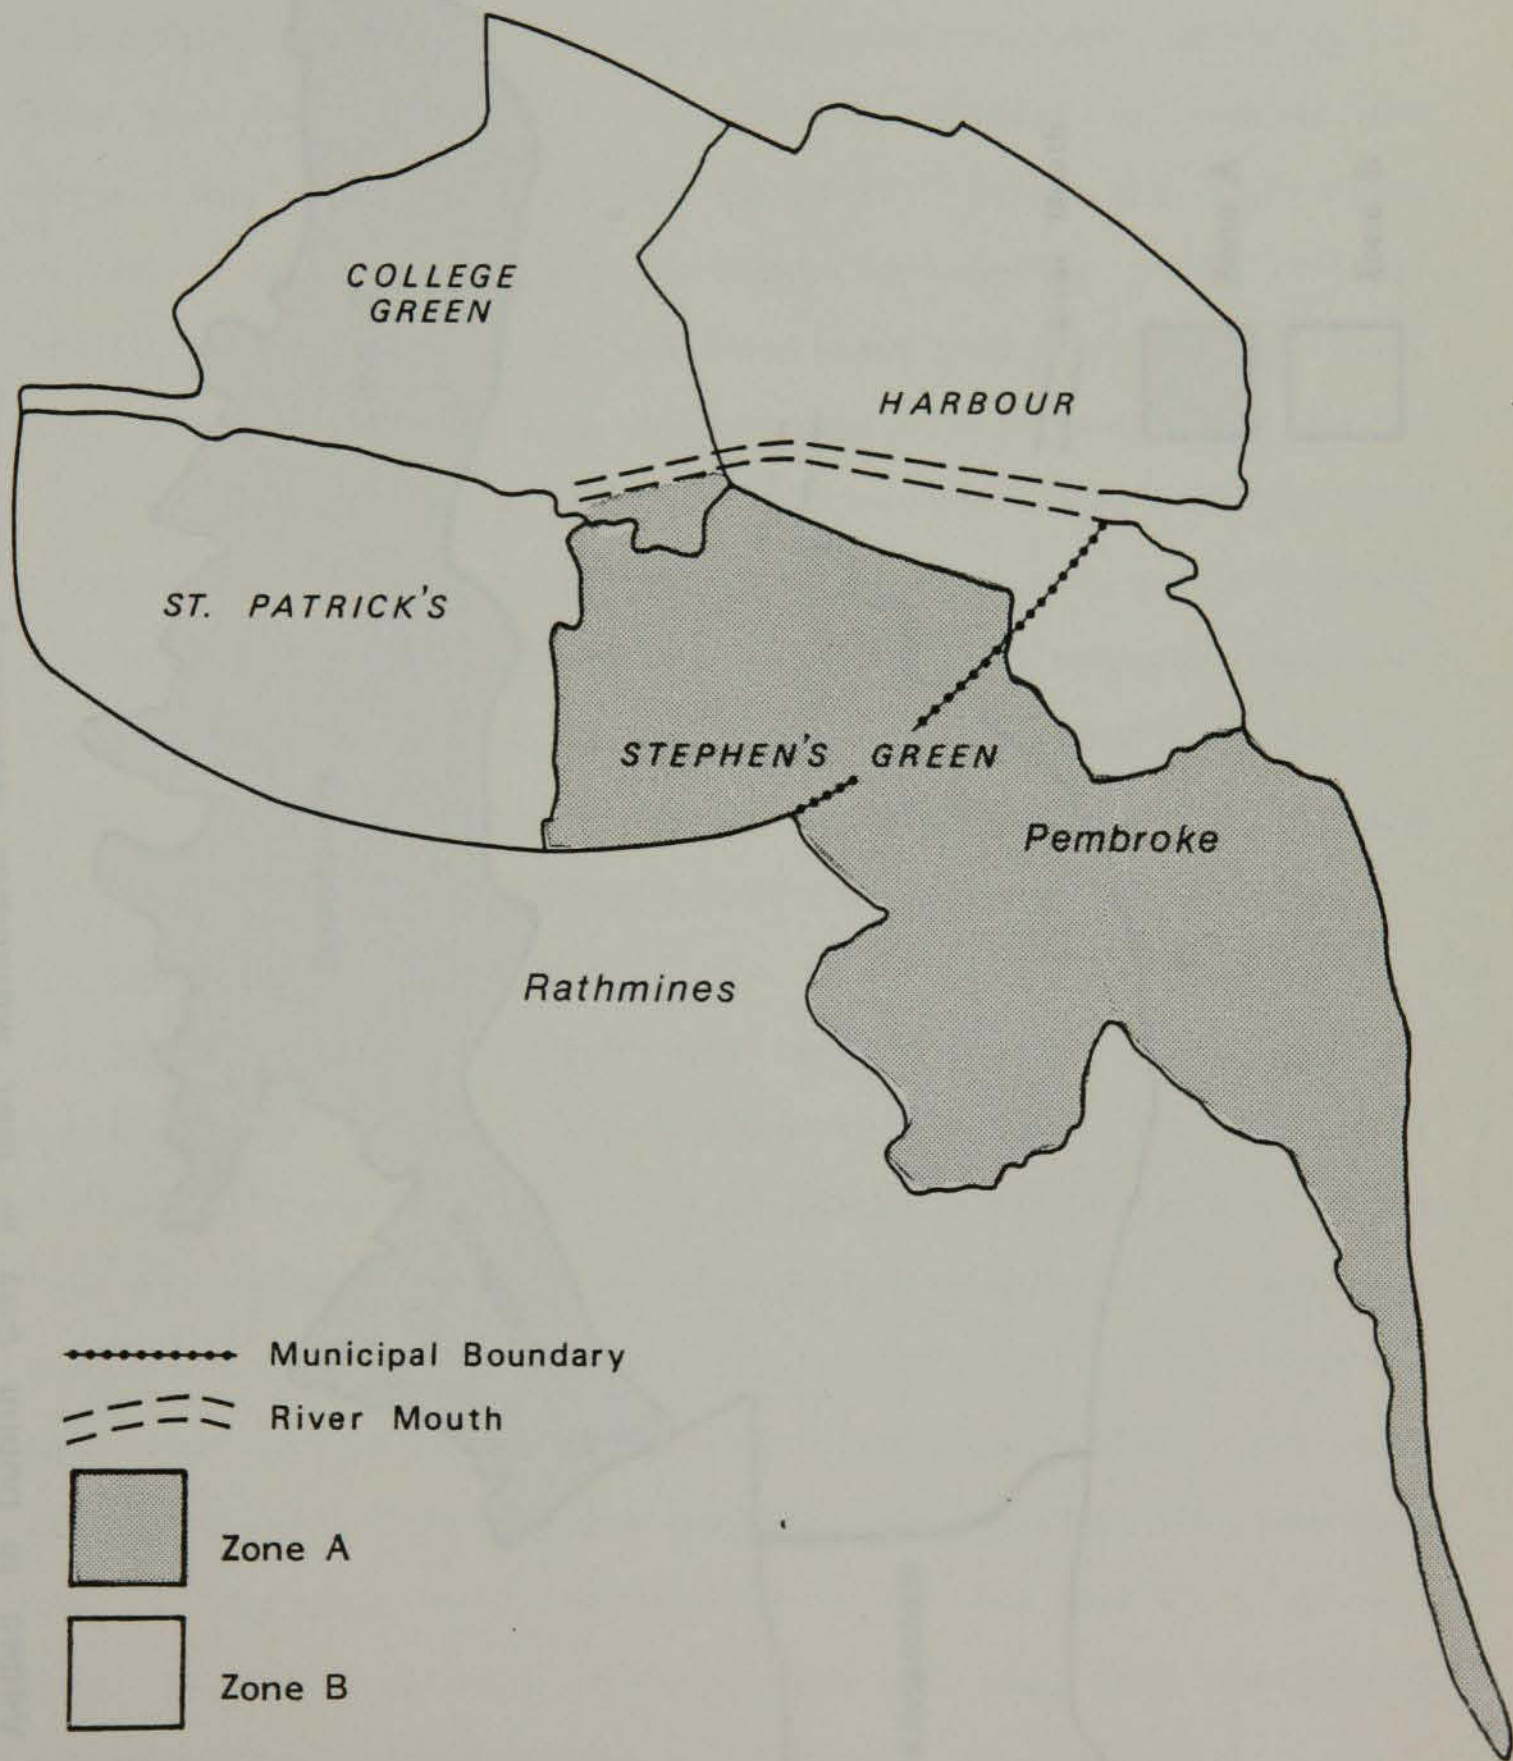 COLLEGE
GREEN
HARBOUR
ST. PATRICK'S
STEPHEN'S GREEN
Pembroke
Rathmines
Municipal Boundary
River Mouth
Zone A
Zone B